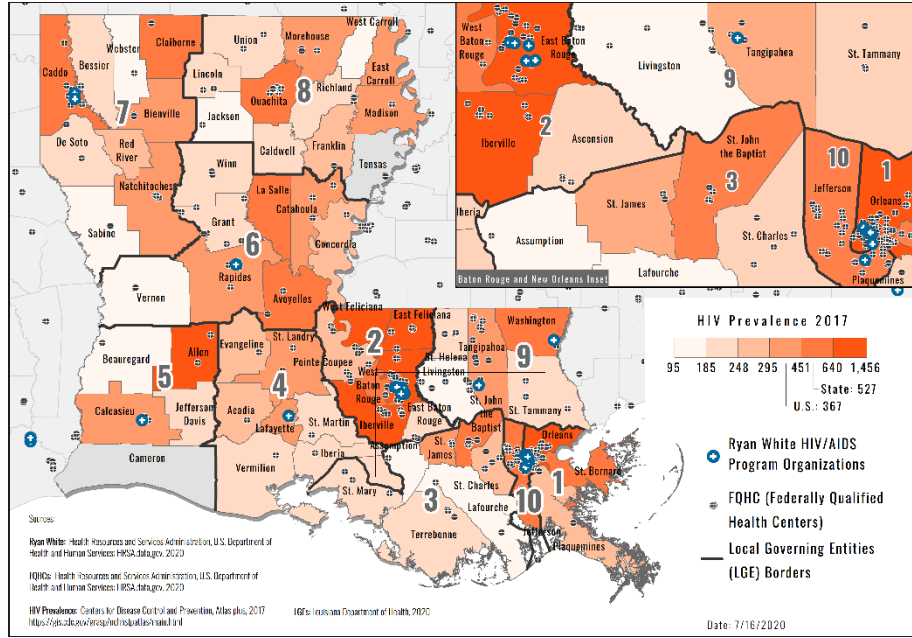 Union
Morehouse
West Carroll
Claiborne
Webster
Bossier
Caddo
Lincoln
East
Carroll
Ouachita
Richland
8
7
Bienville
Madison
Jackson
De Soto
Red
River
Caldwell
Franklin
Tensas
Winn
Natchitoches
La Salle
Catahoula
Grant
Sabine
6
Concordia
Rapides
Vernon
Avoyelles
West Feliciana
East Feliciana
Washington
Beauregard
Allon
Evangeline
St. Landry
Pointe Coupee
2
St. Helena
Tangipahoa
9
5
4
West
Baton
Rouge
Livingston
Calcasieu
Jefferson
Davis
Acadia
Lafayette
St. Martin
Iberville
East Baton
Rouge
St. John
the
Baptist
St. Tammany
Cameron
Vermilion
Iberia
Assumption
St.
James
Orleans
St. Mary
St. Charles
St. Bernard
1
3
Lafourche
10
Terrebonne
Jefferson
Plaquemines
West
Baton
Rouge
East Baton
Rouge
Livingston
Tangipahoa
St. Tammany
9
Iberville
2
Ascension
St. John
the Baptist
10
1
Jefferson
Orleans
3
St. James
Iberia
Assumption
St. Charles
Lafourche
Plaquemines
Baton Rouge and New Orleans Inset
HIV Prevalence 2017
95 185 248 295 451 640 1,456
State: 527
U.S.: 367
Ryan White HIV/AIDS
Program Organizations
FQHC (Federally Qualified
Health Centers)
Local Governing Entities
(LGE) Borders
Date: 7/16/2020
Sources:
Ryan White: Health Resources and Services Administration, U.S. Department of
Health and Human Services: HRSA.data.gov, 2020
FQHCs: Health Resources and Services Administration, U.S. Department of
Health and Human Services: HRSA.data.gov, 2020
HIV Prevalence: Centers for Disease Control and Prevention, Atlas plus, 2017
LGEs: Louisiana Department of Health, 2020